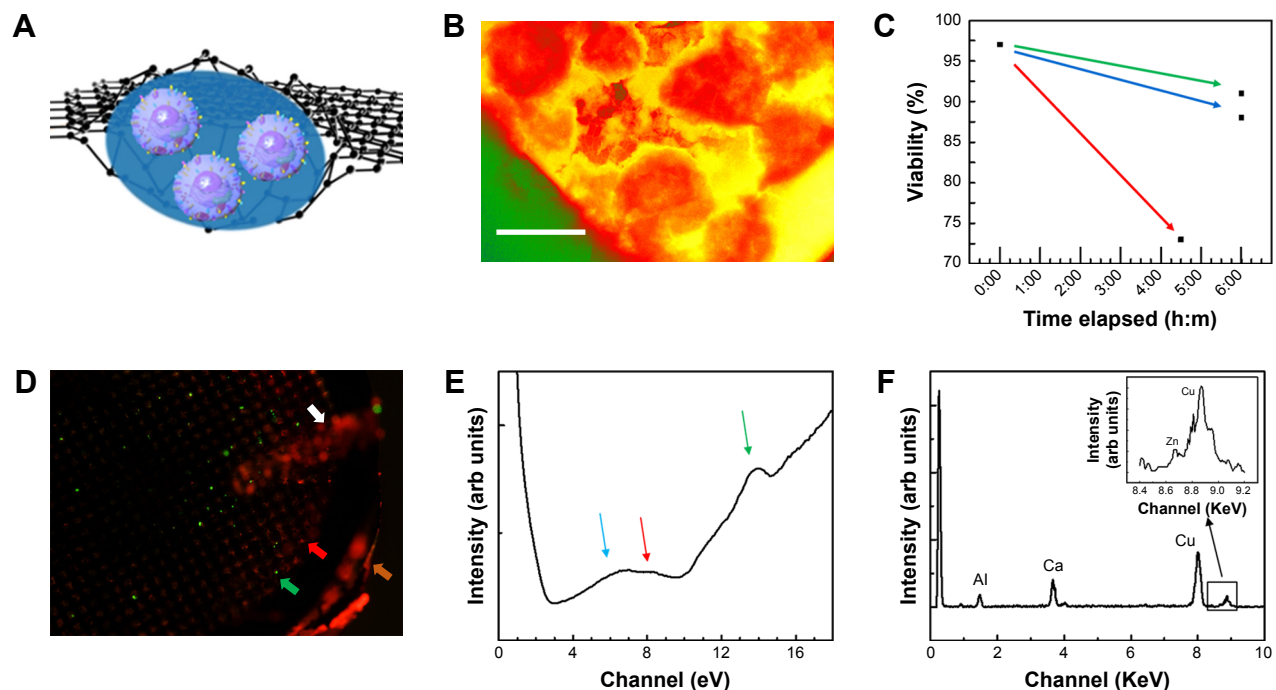 A
B
C
Viability (%)
100
95
90
85
80
75
70
0:00
1:00
2:00
3:00
4:00
5:00
6:00
Time elapsed (h:m)
D
E
Intensity (arb units)
0
4
8
12
16
Channel (eV)
F
Intensity (arb units)
Al
Ca
Cu
0
2
4
6
8
10
Channel (KeV)
Intensity
(arb units)
Cu
Zn
8.4
8.6
8.8
9.0
9.2
Channel (KeV)